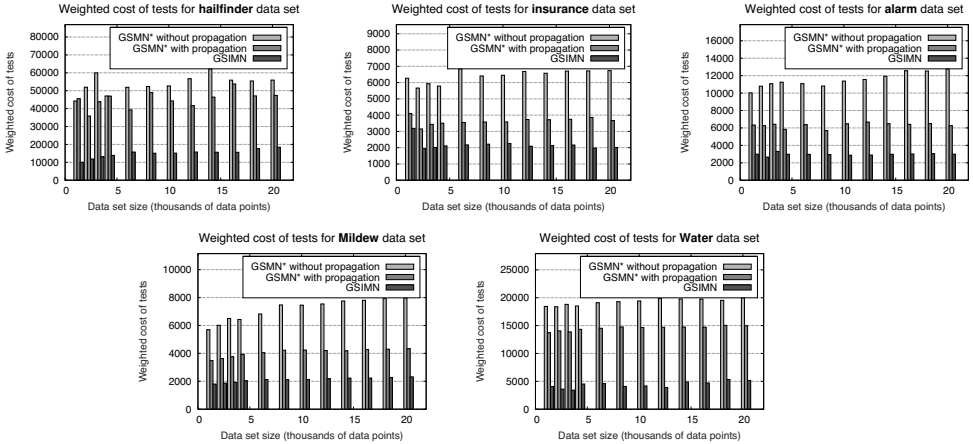 Weighted cost of tests for hailfinder data set
Weighted cost of tests
80000
70000
60000
50000
40000
30000
20000
10000
0
GSMN* without propagation
GSMN* with propagation
GSIMN
0 5 10 15 20
Data set size (thousands of data points)
Weighted cost of tests for insurance data set
Weighted cost of tests
9000
8000
7000
6000
5000
4000
3000
2000
1000
0
GSMN* without propagation
GSMN* with propagation
GSIMN
0 5 10 15 20
Data set size (thousands of data points)
Weighted cost of tests for alarm data set
Weighted cost of tests
16000
14000
12000
10000
8000
6000
4000
2000
0
GSMN* without propagation
GSMN* with propagation
GSIMN
0 5 10 15 20
Data set size (thousands of data points)
Weighted cost of tests for Mildew data set
Weighted cost of tests
10000
8000
6000
4000
2000
0
GSMN* without propagation
GSMN* with propagation
GSIMN
0 5 10 15 20
Data set size (thousands of data points)
Weighted cost of tests for Water data set
Weighted cost of tests
25000
20000
15000
10000
5000
0
GSMN* without propagation
GSMN* with propagation
GSIMN
0 5 10 15 20
Data set size (thousands of data points)